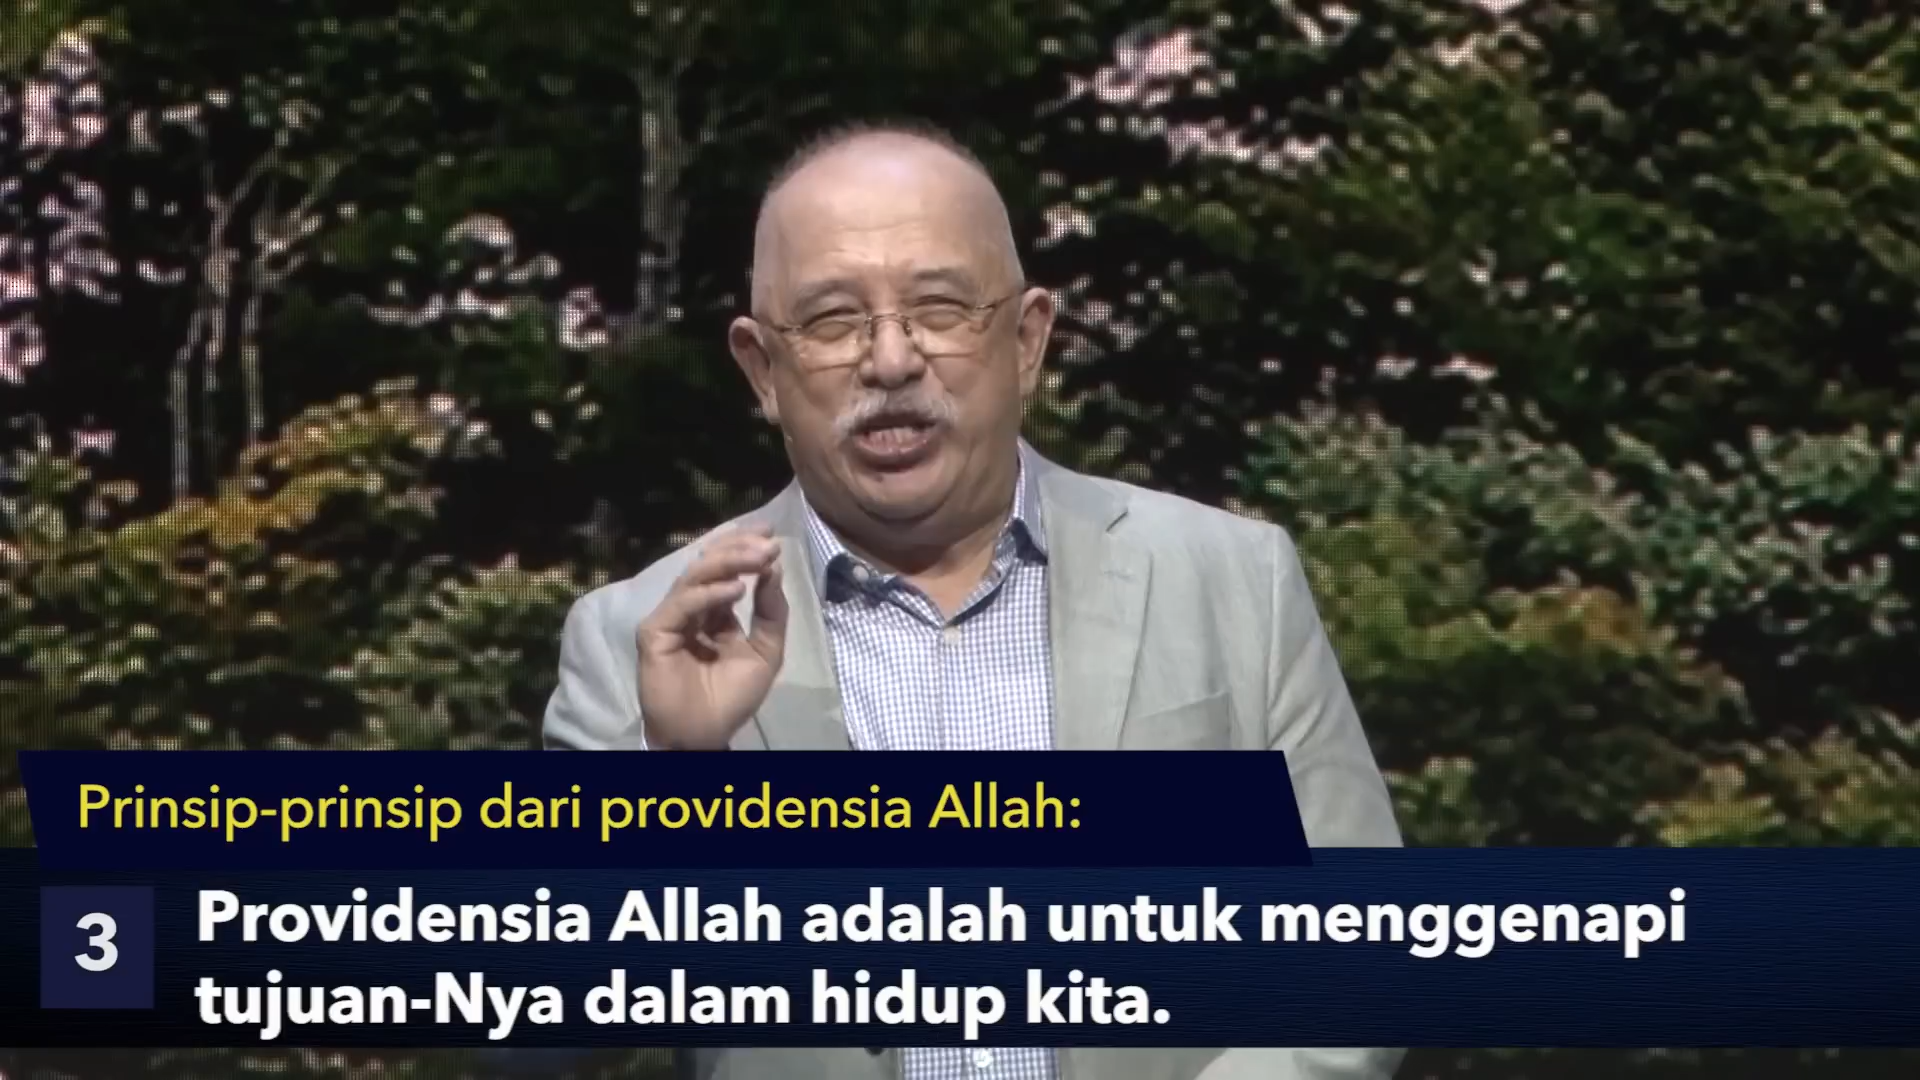 Prinsip-prinsip dari providensia Allah:
3
Providensia Allah adalah untuk menggenapi
tujuan-Nya dalam hidup kita.